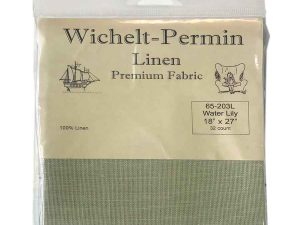 Wichelt-Permin
Linen
Premium Fabric
65-203L
Water Lily
18" x 27"
32 count
100% Linen